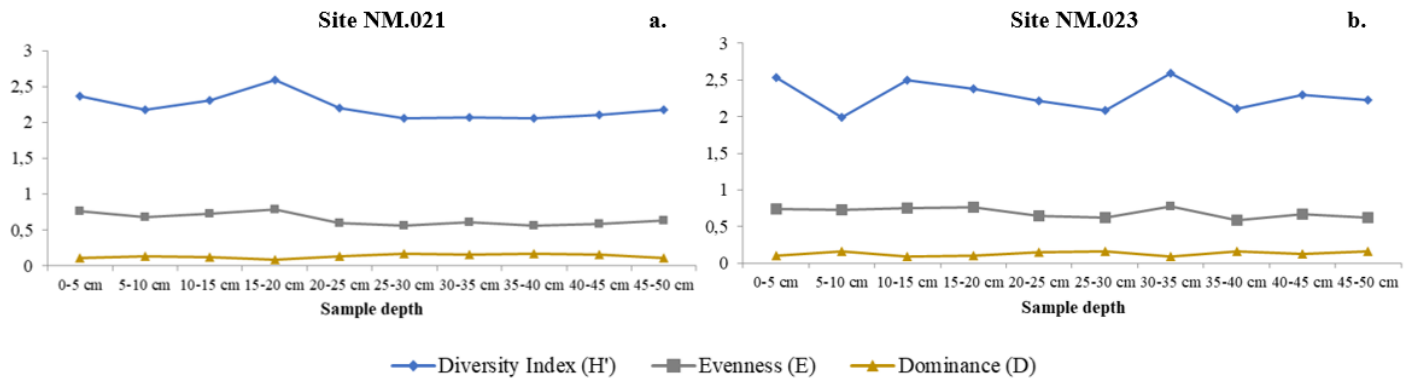 Site NM.021 a.
3
2,5
2
1,5
1
0,5
0
0-5 cm 5-10 cm 10-15 cm 15-20 cm 20-25 cm 25-30 cm 30-35 cm 35-40 cm 40-45 cm 45-50 cm
Sample depth
Site NM.023 b.
3
2,5
2
1,5
1
0,5
0
0-5 cm 5-10 cm 10-15 cm 15-20 cm 20-25 cm 25-30 cm 30-35 cm 35-40 cm 40-45 cm 45-50 cm
Sample depth
Diversity Index (H') Evenness (E) Dominance (D)